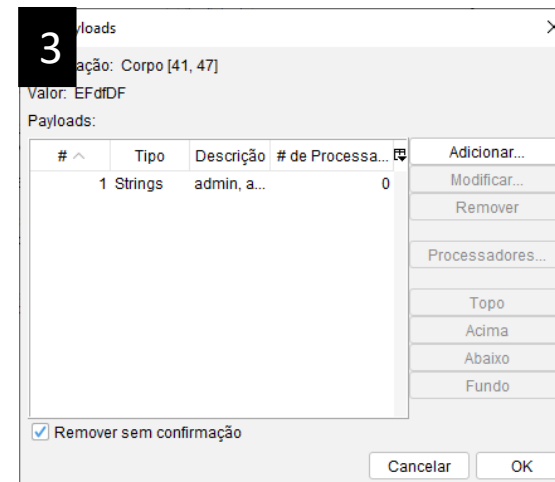 3
yloads
ação: Corpo [41, 47]
Valor: EFdfDF
Payloads:
# Tipo Descrição # de Processa...
1 Strings admin, a... 0
Adicionar...
Modificar...
Remover
Processadores...
Topo
Acima
Abaixo
Fundo
Remover sem confirmação
Cancelar OK